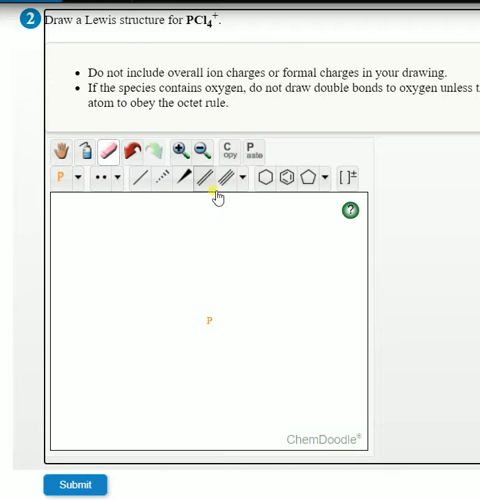 2 Draw a Lewis structure for PCl₄⁺.
• Do not include overall ion charges or formal charges in your drawing.
• If the species contains oxygen, do not draw double bonds to oxygen unless t
atom to obey the octet rule.
C opy P aste
P [ ]±
?
P
ChemDoodle®
Submit